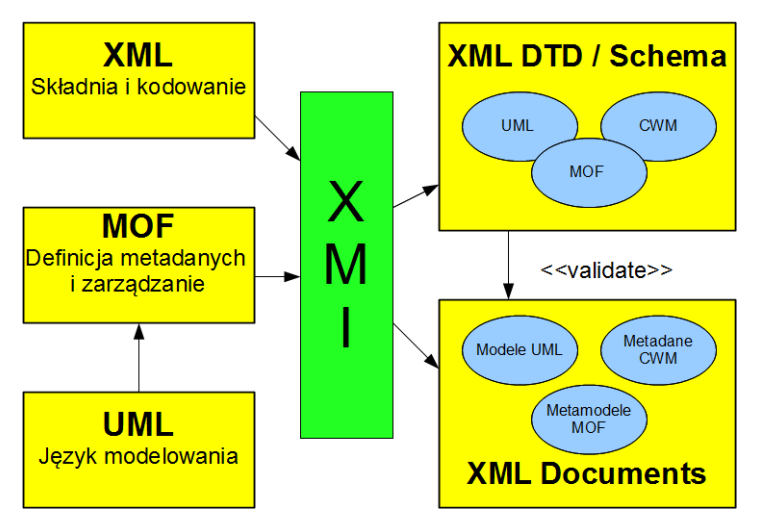 XML
Składnia i kodowanie
MOF
Definicja metadanych
i zarządzanie
UML
Język modelowania
X
M
I
XML DTD / Schema
UML
CWM
MOF
<<validate>>
Modele UML
Metadane
CWM
Metamodele
MOF
XML Documents